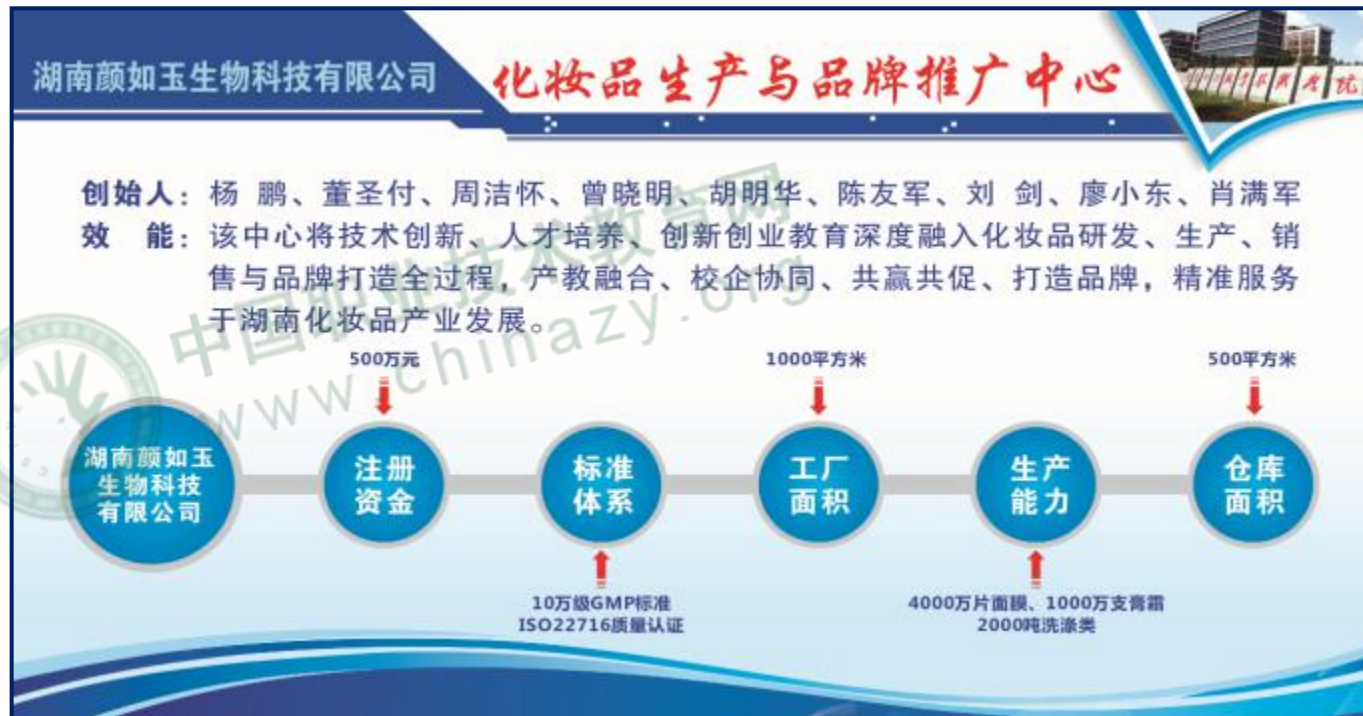 湖南颜如玉生物科技有限公司
化妆品生产与品牌推广中心
创始人：杨 鹏、董圣付、周洁怀、曾晓明、胡明华、陈友军、刘 剑、廖小东、肖满军
效 能：该中心将技术创新、人才培养、创新创业教育深度融入化妆品研发、生产、销
售与品牌打造全过程，产教融合、校企协同、共赢共促、打造品牌，精准服务
于湖南化妆品产业发展。
中国职业技术教育网
www.chinazy.org
500万元
1000平方米
500平方米
湖南颜如玉
生物科技
有限公司
注册
资金
标准
体系
工厂
面积
生产
能力
仓库
面积
10万级GMP标准
ISO22716质量认证
4000万片面膜、1000万支膏霜
2000吨洗涤类